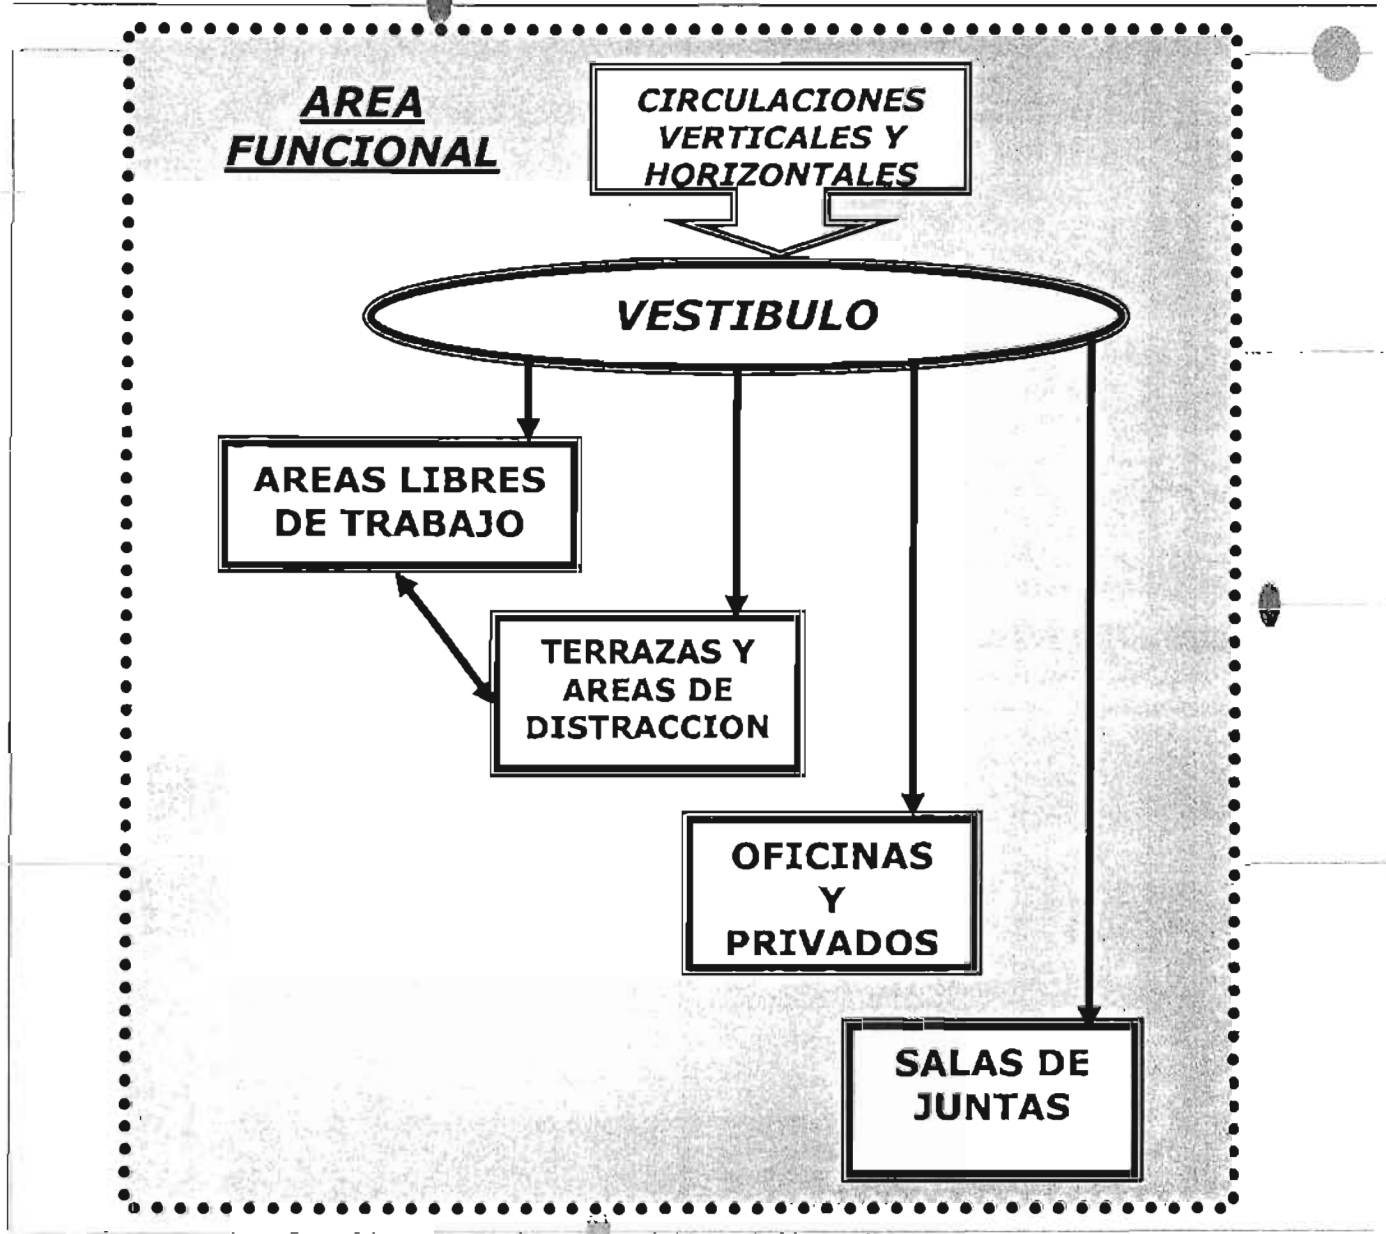 AREA
FUNCIONAL
CIRCULACIONES
VERTICALES Y
HORIZONTALES
VESTIBULO
AREAS LIBRES
DE TRABAJO
TERRAZAS Y
AREAS DE
DISTRACCION
OFICINAS
Y
PRIVADOS
SALAS DE
JUNTAS